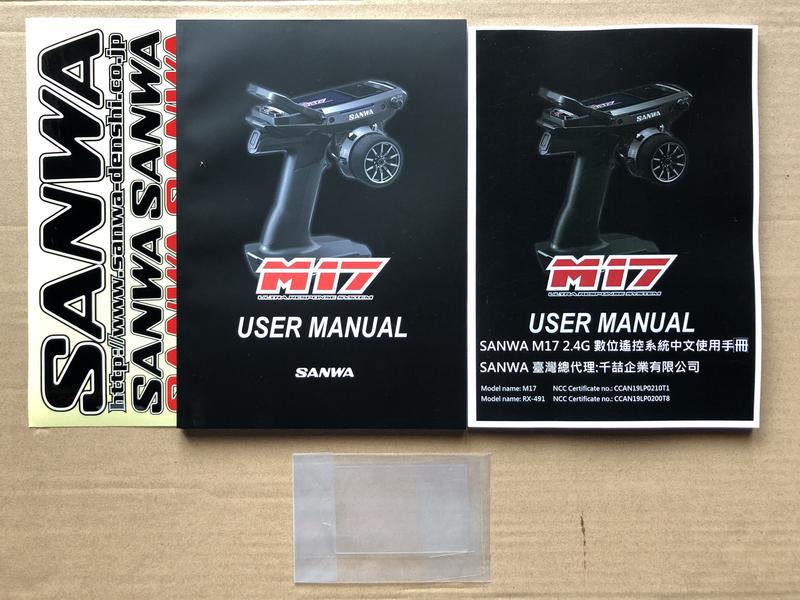 SANWA
http://www.sanwa-denshi.co.jp
SANWA SANWA
SANWA
SANWA
M17
ULTRA RESPONSE SYSTEM
USER MANUAL
SANWA
SANWA
M17
ULTRA RESPONSE SYSTEM
USER MANUAL
SANWA M17 2.4G 數位遙控系統中文使用手冊
SANWA 臺灣總代理:千喆企業有限公司
Model name: M17 NCC Certificate no.: CCAN19LP0210T1
Model name: RX-491 NCC Certificate no.: CCAN19LP0200T8